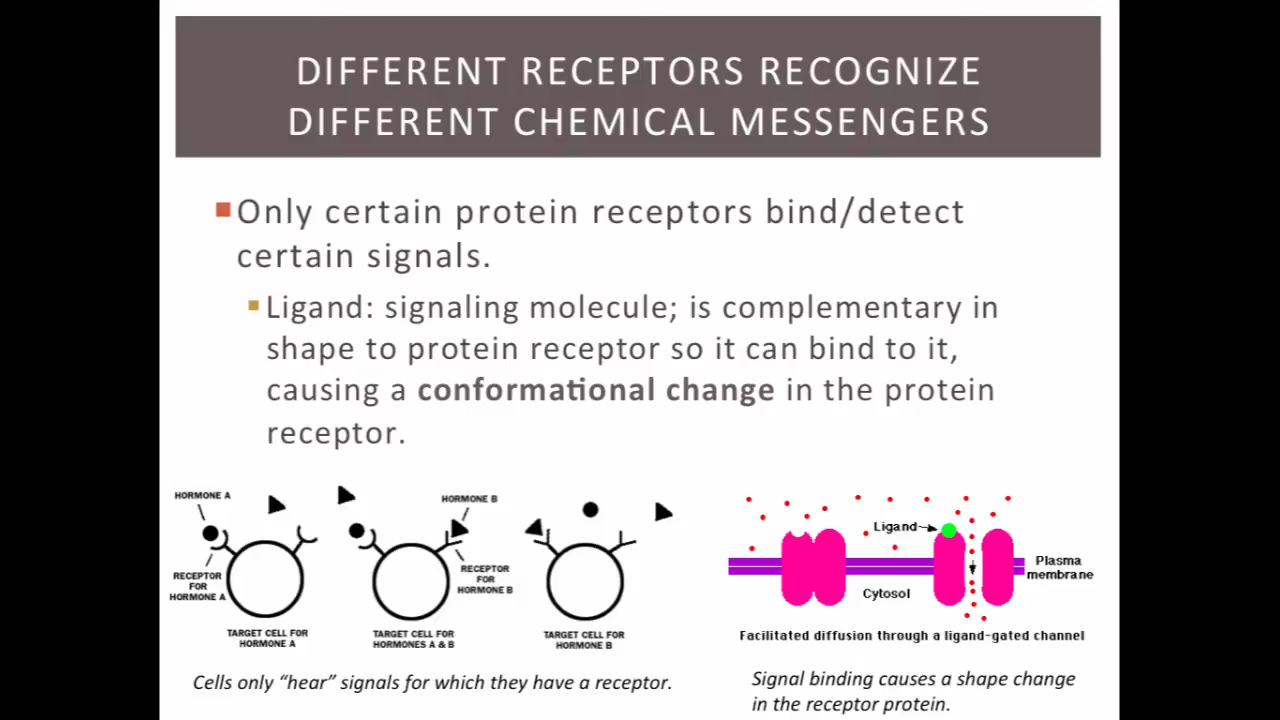 DIFFERENT RECEPTORS RECOGNIZE
DIFFERENT CHEMICAL MESSENGERS
Only certain protein receptors bind/detect
certain signals.
Ligand: signaling molecule; is complementary in
shape to protein receptor so it can bind to it,
causing a conformational change in the protein
receptor.
HORMONE A
RECEPTOR
FOR
HORMONE A
TARGET CELL FOR
HORMONE A
HORMONE B
RECEPTOR
FOR
HORMONE B
TARGET CELL FOR
HORMONES A & B
TARGET CELL FOR
HORMONE B
Cells only “hear” signals for which they have a receptor.
Ligand
Plasma
membrane
Cytosol
Facilitated diffusion through a ligand-gated channel
Signal binding causes a shape change
in the receptor protein.